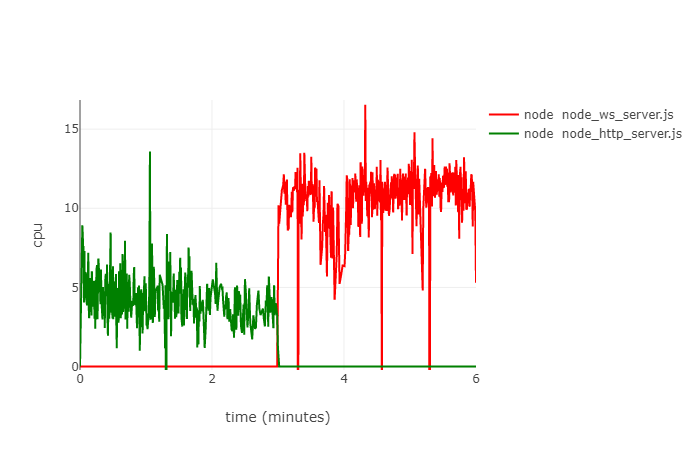 node  node_ws_server.js
node  node_http_server.js
15
10
5
0
cpu
0 2 4 6
time (minutes)